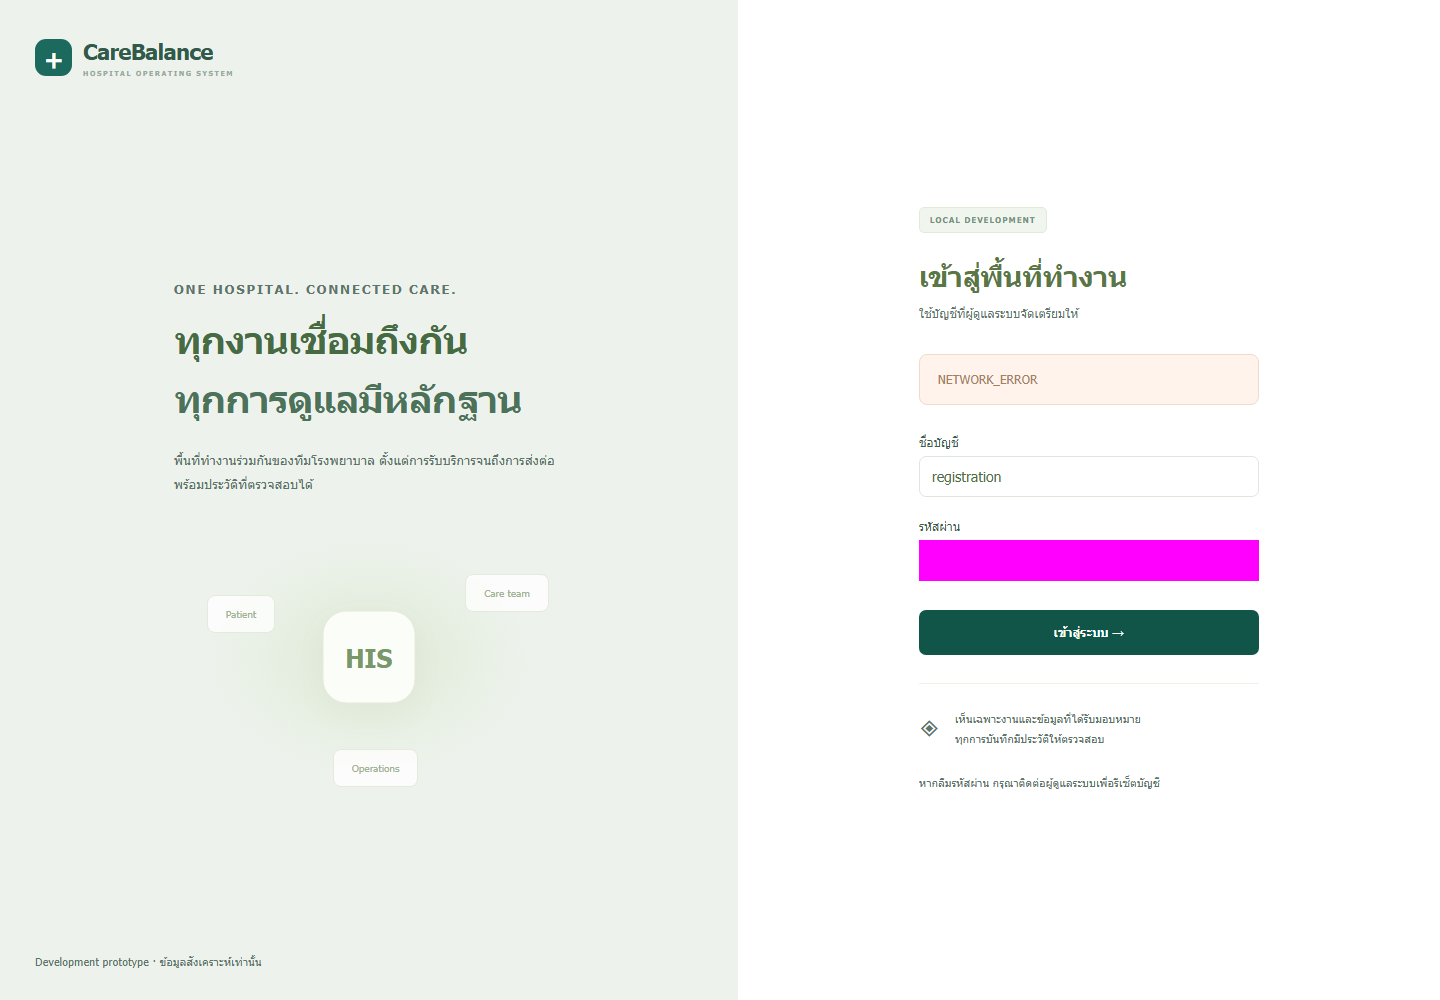 +
CareBalance
HOSPITAL OPERATING SYSTEM
ONE HOSPITAL. CONNECTED CARE.
ทุกงานเชื่อมถึงกัน
ทุกการดูแลมีหลักฐาน
พื้นที่ทำงานร่วมกันของทีมโรงพยาบาล ตั้งแต่การรับบริการจนถึงการส่งต่อ
พร้อมประวัติที่ตรวจสอบได้
Patient
Care team
HIS
Operations
Development prototype · ข้อมูลสังเคราะห์เท่านั้น
LOCAL DEVELOPMENT
เข้าสู่พื้นที่ทำงาน
ใช้บัญชีที่ผู้ดูแลระบบจัดเตรียมให้
NETWORK_ERROR
ชื่อบัญชี
registration
รหัสผ่าน
เข้าสู่ระบบ →
เห็นเฉพาะงานและข้อมูลที่ได้รับมอบหมาย
ทุกการบันทึกมีประวัติให้ตรวจสอบ
หากลืมรหัสผ่าน กรุณาติดต่อผู้ดูแลระบบเพื่อรีเซ็ตบัญชี